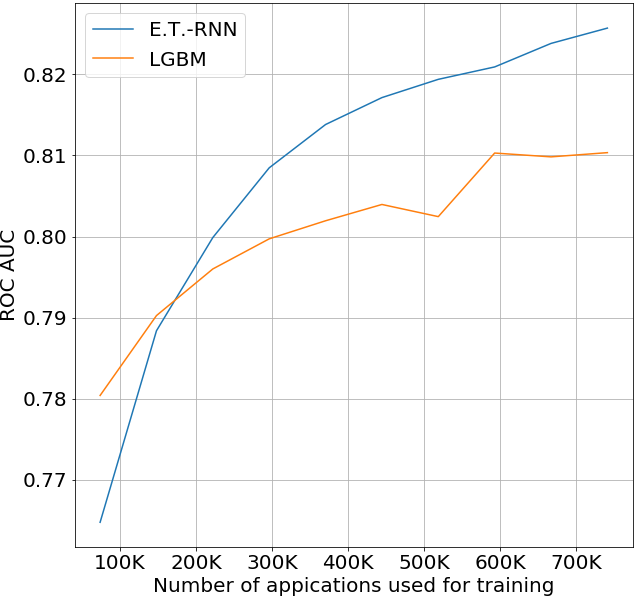 E.T.-RNN
LGBM
0.82
0.81
0.80
0.79
0.78
0.77
ROC AUC
100K 200K 300K 400K 500K 600K 700K
Number of appications used for training